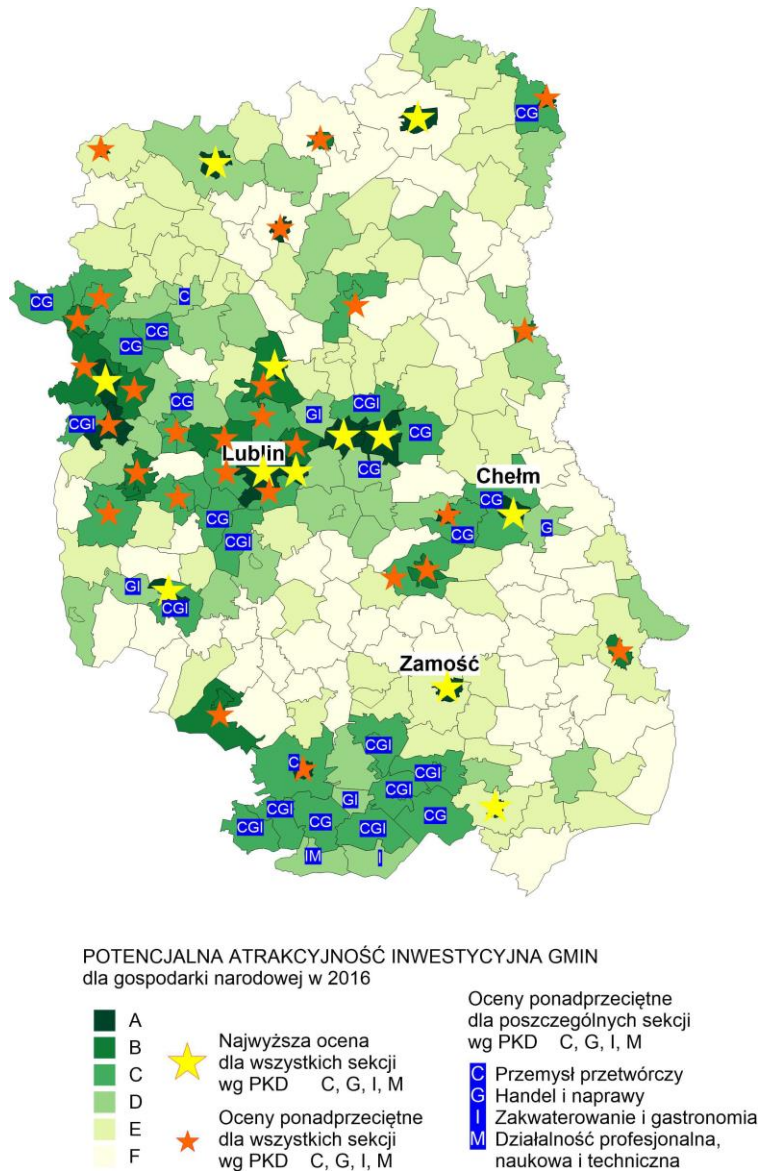 CG
C
CG
CG
CG
CG
CGI
GI
CGI
CG
Lublin
CG
Chełm
CG
CG
G
CG
CGI
GI
CGI
Zamość
CGI
C
CGI
CGI
GI
CGI
CG
CG
CGI
CGI
IM
I
POTENCJALNA ATRAKCYJNOŚĆ INWESTYCYJNA GMIN
dla gospodarki narodowej w 2016
A
B
C
D
E
F
Najwyższa ocena
dla wszystkich sekcji
wg PKD C, G, I, M
Oceny ponadprzeciętne
dla wszystkich sekcji
wg PKD C, G, I, M
Oceny ponadprzeciętne
dla poszczególnych sekcji
wg PKD C, G, I, M
C Przemysł przetwórczy
G Handel i naprawy
I Zakwaterowanie i gastronomia
M Działalność profesjonalna,
naukowa i techniczna